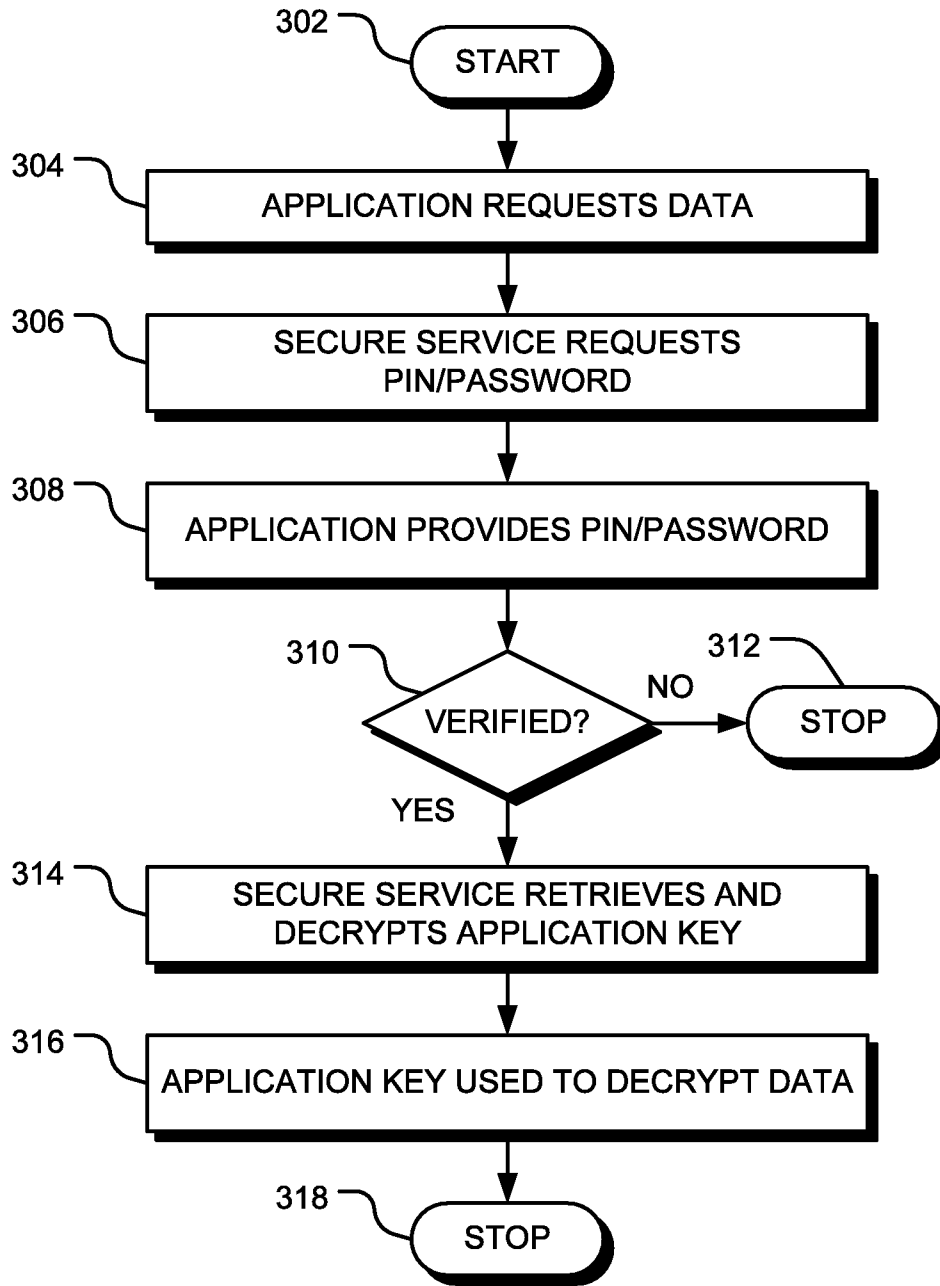 302
START
304
APPLICATION REQUESTS DATA
306
SECURE SERVICE REQUESTS
PIN/PASSWORD
308
APPLICATION PROVIDES PIN/PASSWORD
310
VERIFIED?
NO
312
STOP
YES
314
SECURE SERVICE RETRIEVES AND
DECRYPTS APPLICATION KEY
316
APPLICATION KEY USED TO DECRYPT DATA
318
STOP